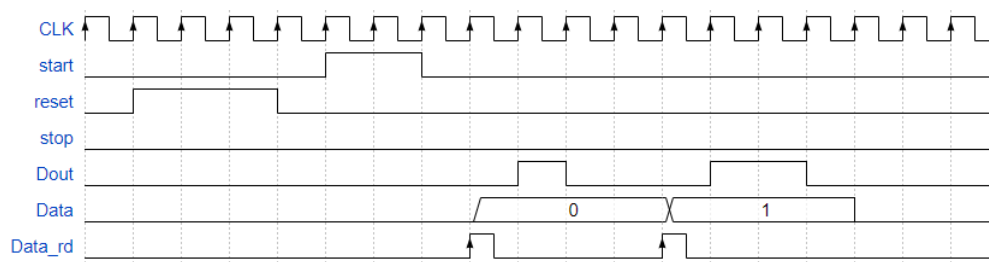 CLK
start
reset
stop
Dout
Data 0 1
Data_rd